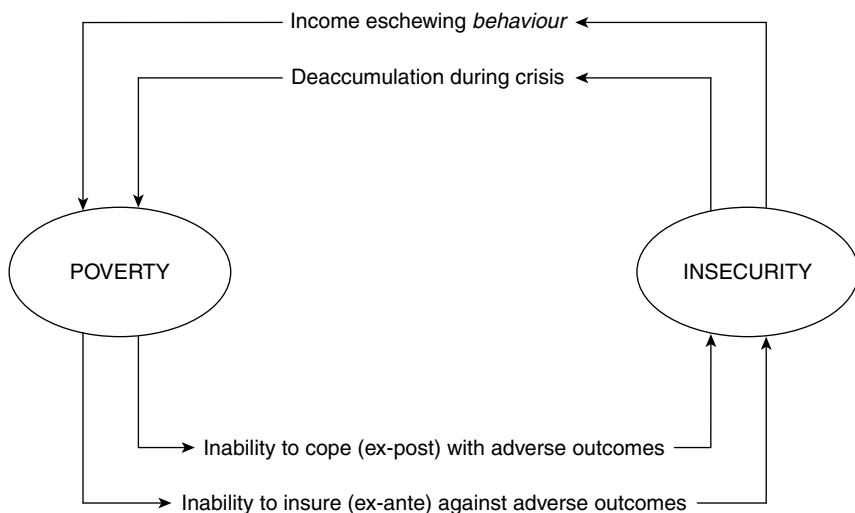 Income eschewing behaviour
Deaccumulation during crisis
POVERTY
INSECURITY
Inability to cope (ex-post) with adverse outcomes
Inability to insure (ex-ante) against adverse outcomes